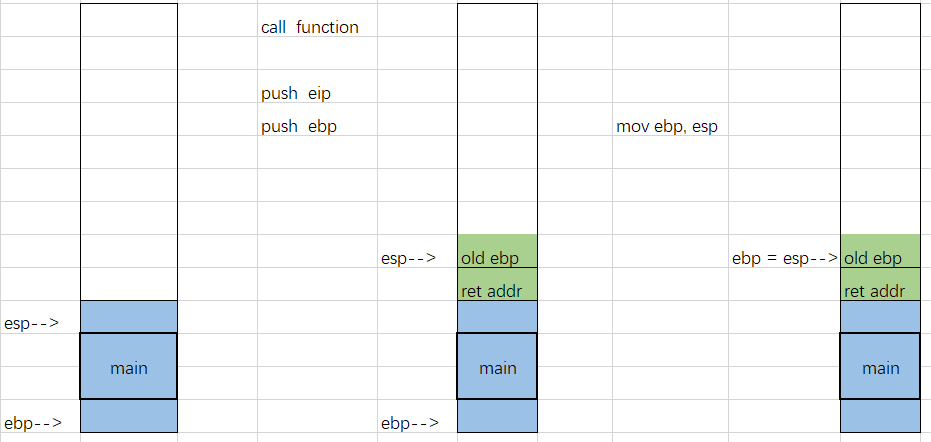 call function
push eip
push ebp
mov ebp, esp
esp-->
old ebp
ebp = esp-->
old ebp
ret addr
ret addr
esp-->
main
main
main
ebp-->
ebp-->